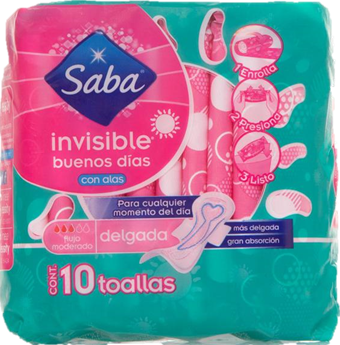 Saba
invisible
buenos días
con alas
Para cualquier
momento del día
flujo
moderado
delgada
más delgada
gran absorción
CONT. 10 toallas
1 Enrolla
2 Presiona
3 Listo